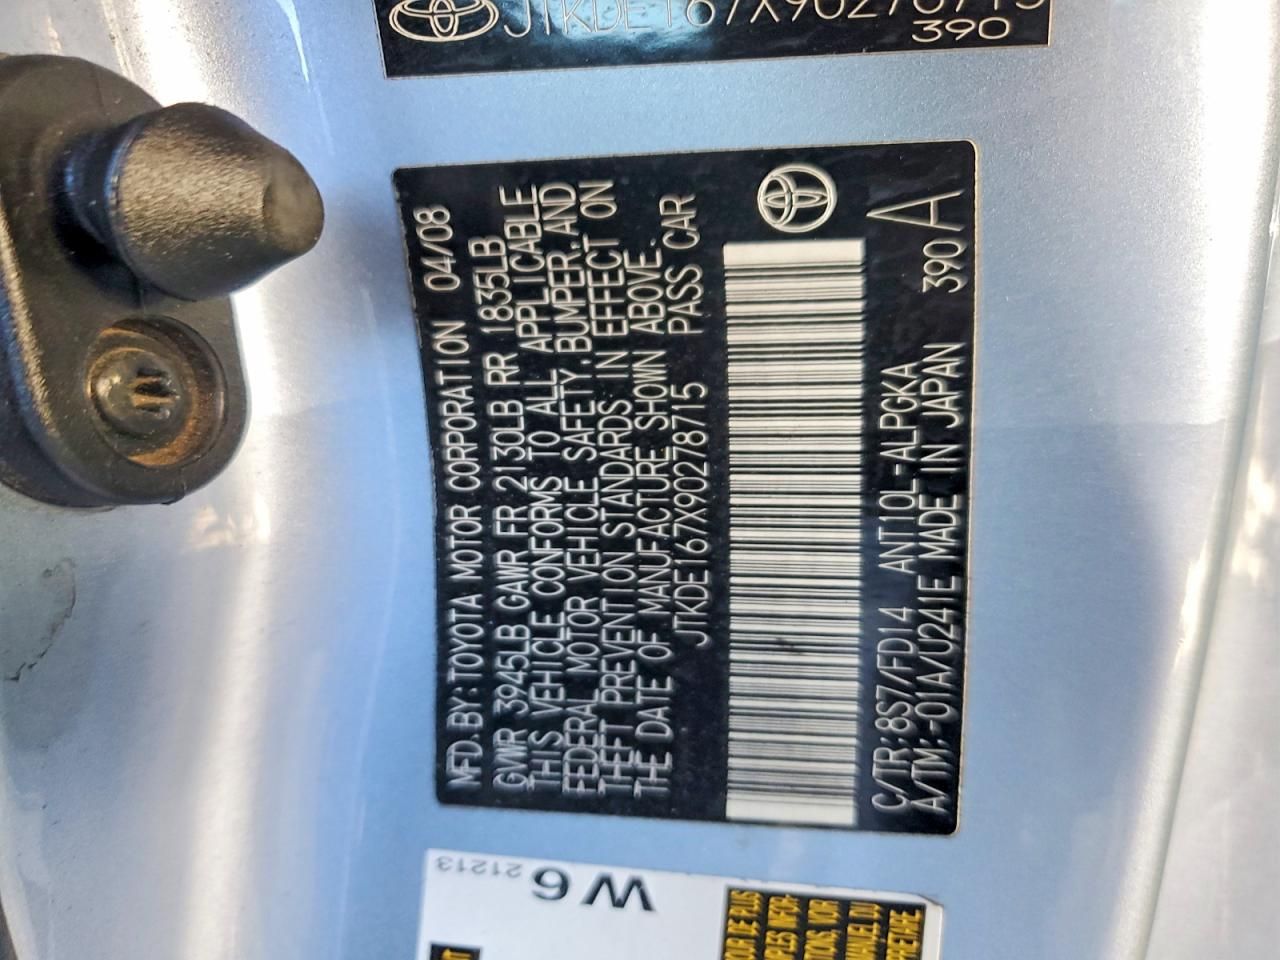 JTKDE167X90278715
390
MFD. BY: TOYOTA MOTOR CORPORATION 04/08
GVWR 3945LB GAWR FR 2130LB RR 1835LB
THIS VEHICLE CONFORMS TO ALL APPLICABLE
FEDERAL MOTOR VEHICLE SAFETY, BUMPER, AND
THEFT PREVENTION STANDARDS IN EFFECT ON
THE DATE OF MANUFACTURE SHOWN ABOVE.
JTKDE167X90278715 PASS CAR
C/TR: 8S7/FD14 ANT10L-ALPGKA
A/TM: -01A/U241E MADE IN JAPAN 390 A
W6
21213